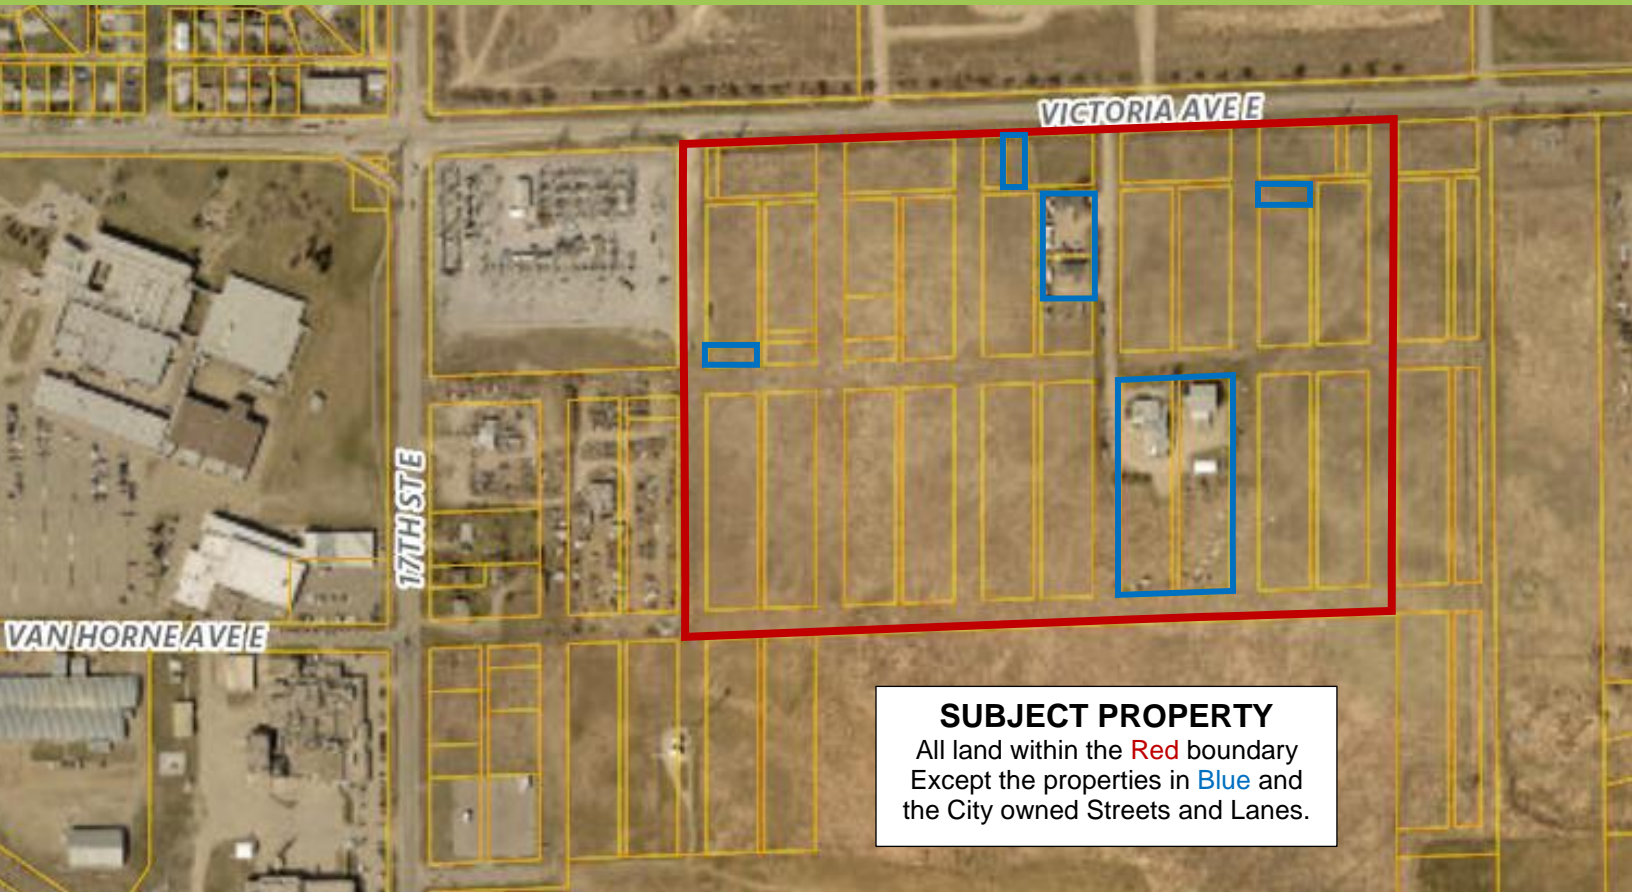 VICTORIA AVE E
17TH ST E
VAN HORNE AVE E
SUBJECT PROPERTY
All land within the Red boundary
Except the properties in Blue and
the City owned Streets and Lanes.